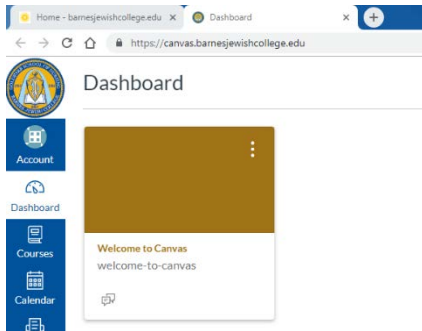 Home - barnesjewishcollege.edu
Dashboard
https://canvas.barnesjewishcollege.edu
Dashboard
Account
Dashboard
Courses
Calendar
Welcome to Canvas
welcome-to-canvas